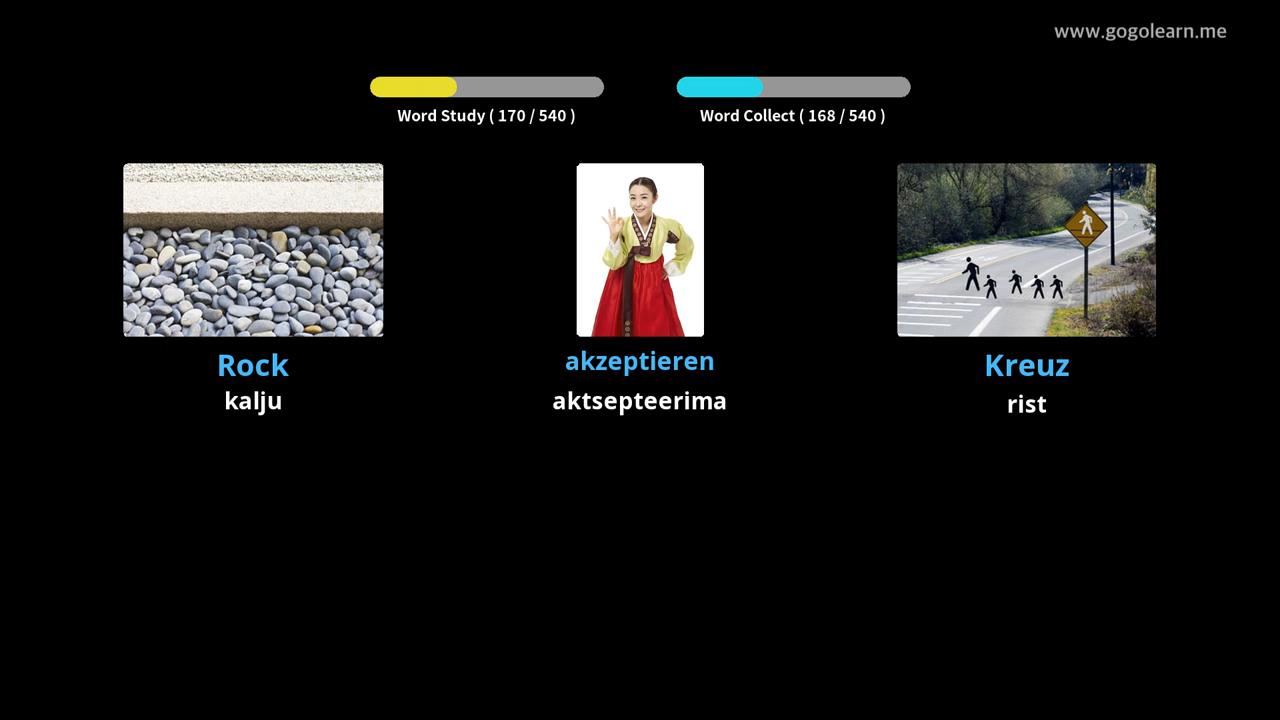 www.gogolearn.me
Word Study ( 170 / 540 )
Word Collect ( 168 / 540 )
Rock
kalju
akzeptieren
aktsepteerima
Kreuz
rist